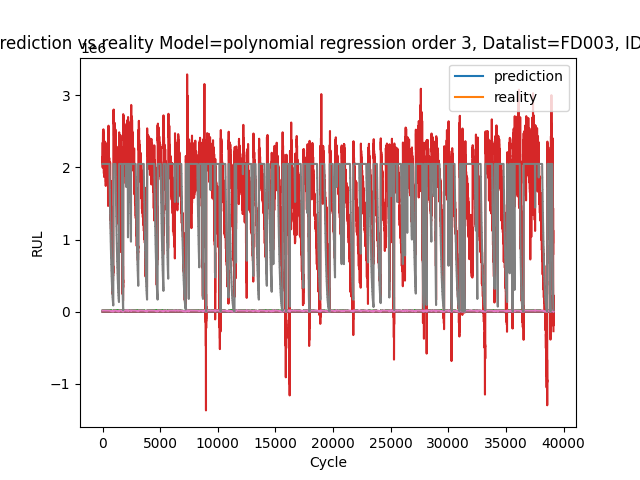 rediction vs reality Model=polynomial regression order 3, Datalist=FD003, ID
1e6
prediction
reality
3
2
1
0
−1
RUL
0 5000 10000 15000 20000 25000 30000 35000 40000
Cycle